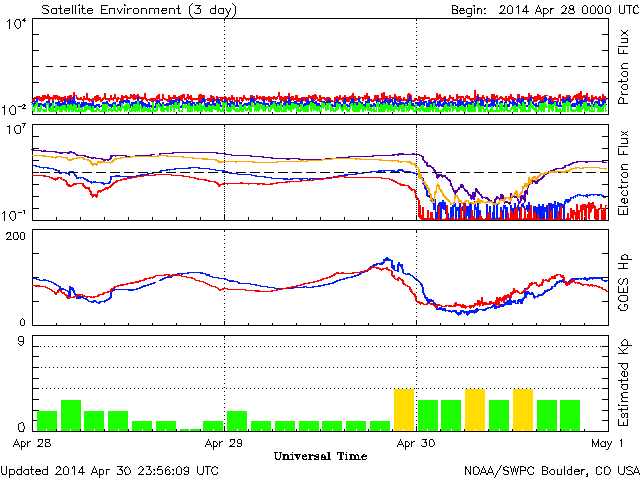 Satellite Environment (3 day) Begin: 2014 Apr 28 0000 UTC
10⁴
10⁻²
Proton Flux
10⁷
10⁻¹
Electron Flux
200
0
GOES Hp
9
0
Estimated Kp
Apr 28 Apr 29 Apr 30 May 1
Universal Time
Updated 2014 Apr 30 23:56:09 UTC NOAA/SWPC Boulder, CO USA